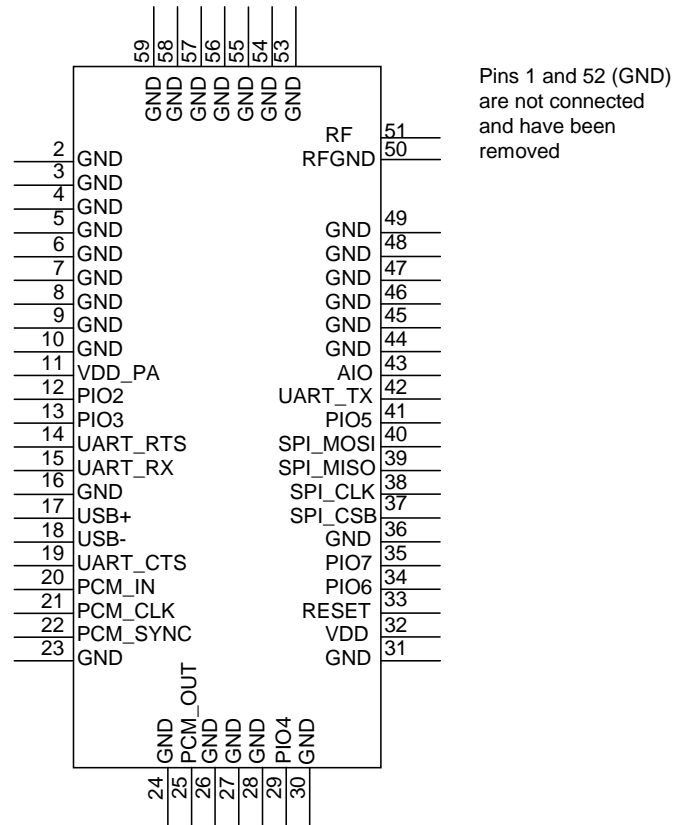 59
58
57
56
55
54
53
GND
GND
GND
GND
GND
GND
GND
Pins 1 and 52 (GND)
are not connected
and have been
removed
RF 51
RFGND 50
2 GND
3 GND
4 GND
5 GND
6 GND
7 GND
8 GND
9 GND
10 GND
11 VDD_PA
12 PIO2
13 PIO3
14 UART_RTS
15 UART_RX
16 GND
17 USB+
18 USB-
19 UART_CTS
20 PCM_IN
21 PCM_CLK
22 PCM_SYNC
23 GND
GND 49
GND 48
GND 47
GND 46
GND 45
GND 44
AIO 43
UART_TX 42
PIO5 41
SPI_MOSI 40
SPI_MISO 39
SPI_CLK 38
SPI_CSB 37
GND 36
PIO7 35
PIO6 34
RESET 33
VDD 32
GND 31
GND
PCM_OUT
GND
GND
GND
PIO4
GND
24
25
26
27
28
29
30